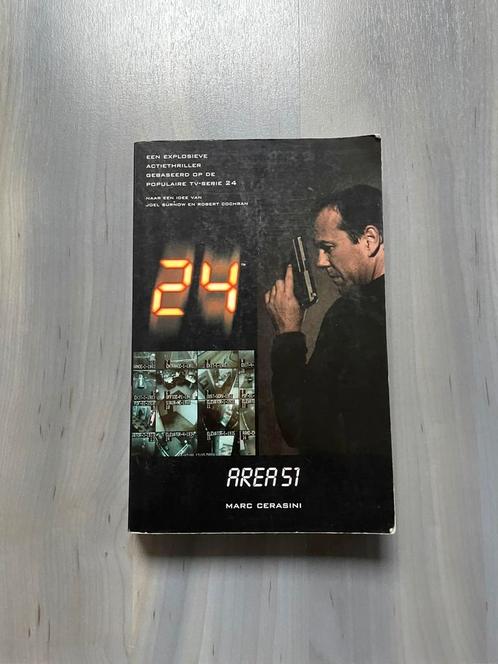 EEN EXPLOSIEVE
ACTIETHRILLER
GEBASEERD OP DE
POPULAIRE TV-SERIE 24
NAAR EEN IDEE VAN
JOEL SURNOW EN ROBERT COCHRAN
24
AREA 51
MARC CERASINI